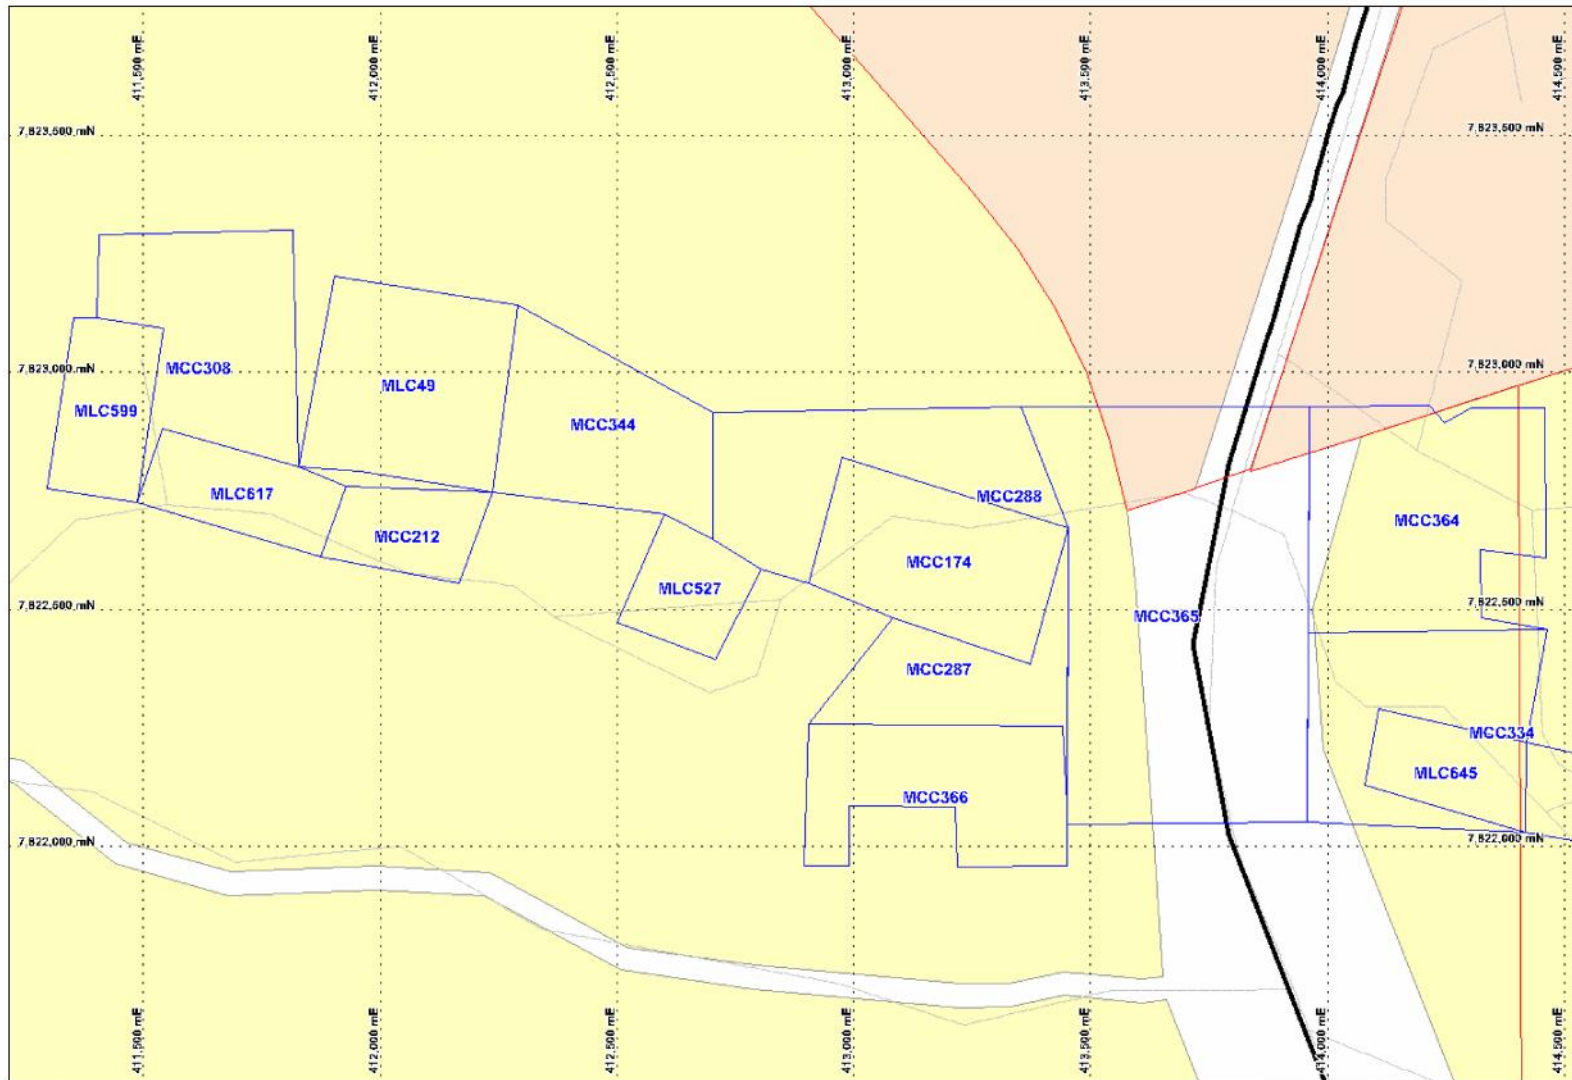 411,500 mE
412,000 mE
412,500 mE
413,000 mE
413,500 mE
414,000 mE
414,500 mE
7,823,500 mN
7,823,500 mN
7,823,000 mN
7,823,000 mN
MCC308
MLC49
MLC599
MCC344
MLC617
MCC288
MCC364
MCC212
MCC174
MLC527
7,822,500 mN
MCC365
7,822,500 mN
MCC287
MCC334
MLC645
MCC366
7,822,000 mN
7,822,000 mN
411,500 mE
412,000 mE
412,500 mE
413,000 mE
413,500 mE
414,000 mE
414,500 mE